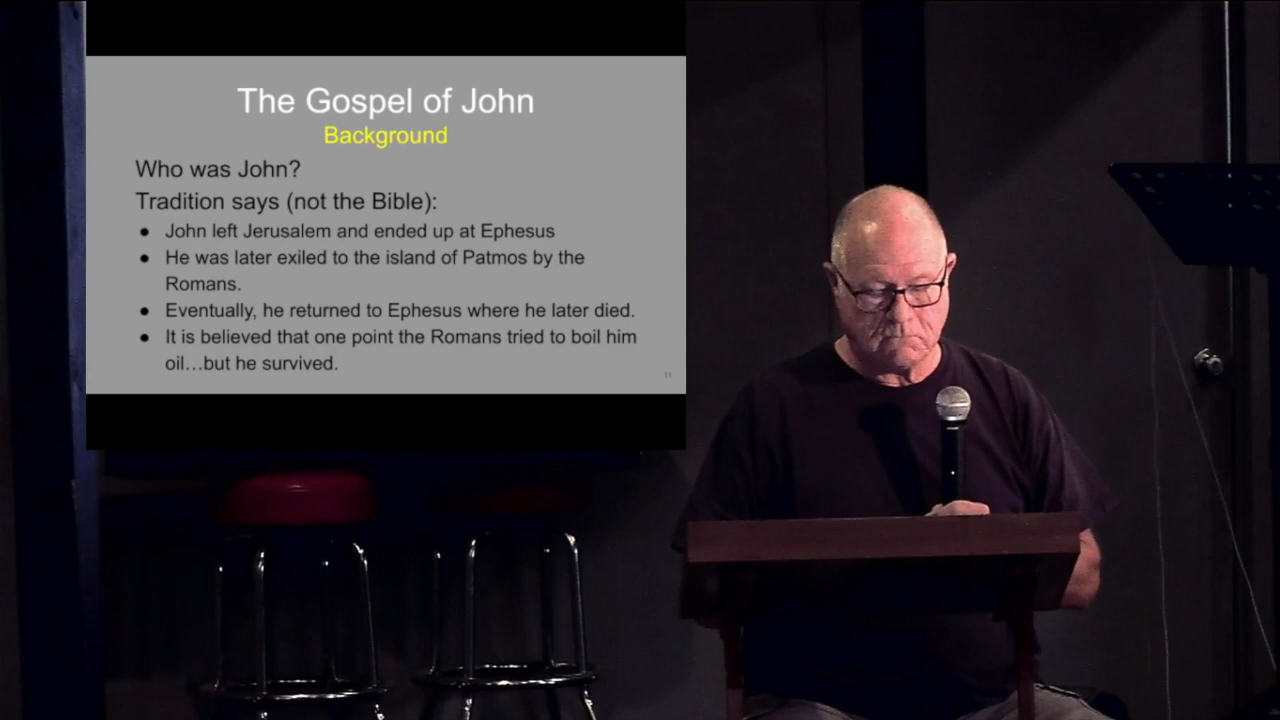 The Gospel of John
Background
Who was John?
Tradition says (not the Bible):
● John left Jerusalem and ended up at Ephesus
● He was later exiled to the island of Patmos by the
Romans.
● Eventually, he returned to Ephesus where he later died.
● It is believed that one point the Romans tried to boil him
oil…but he survived.
11